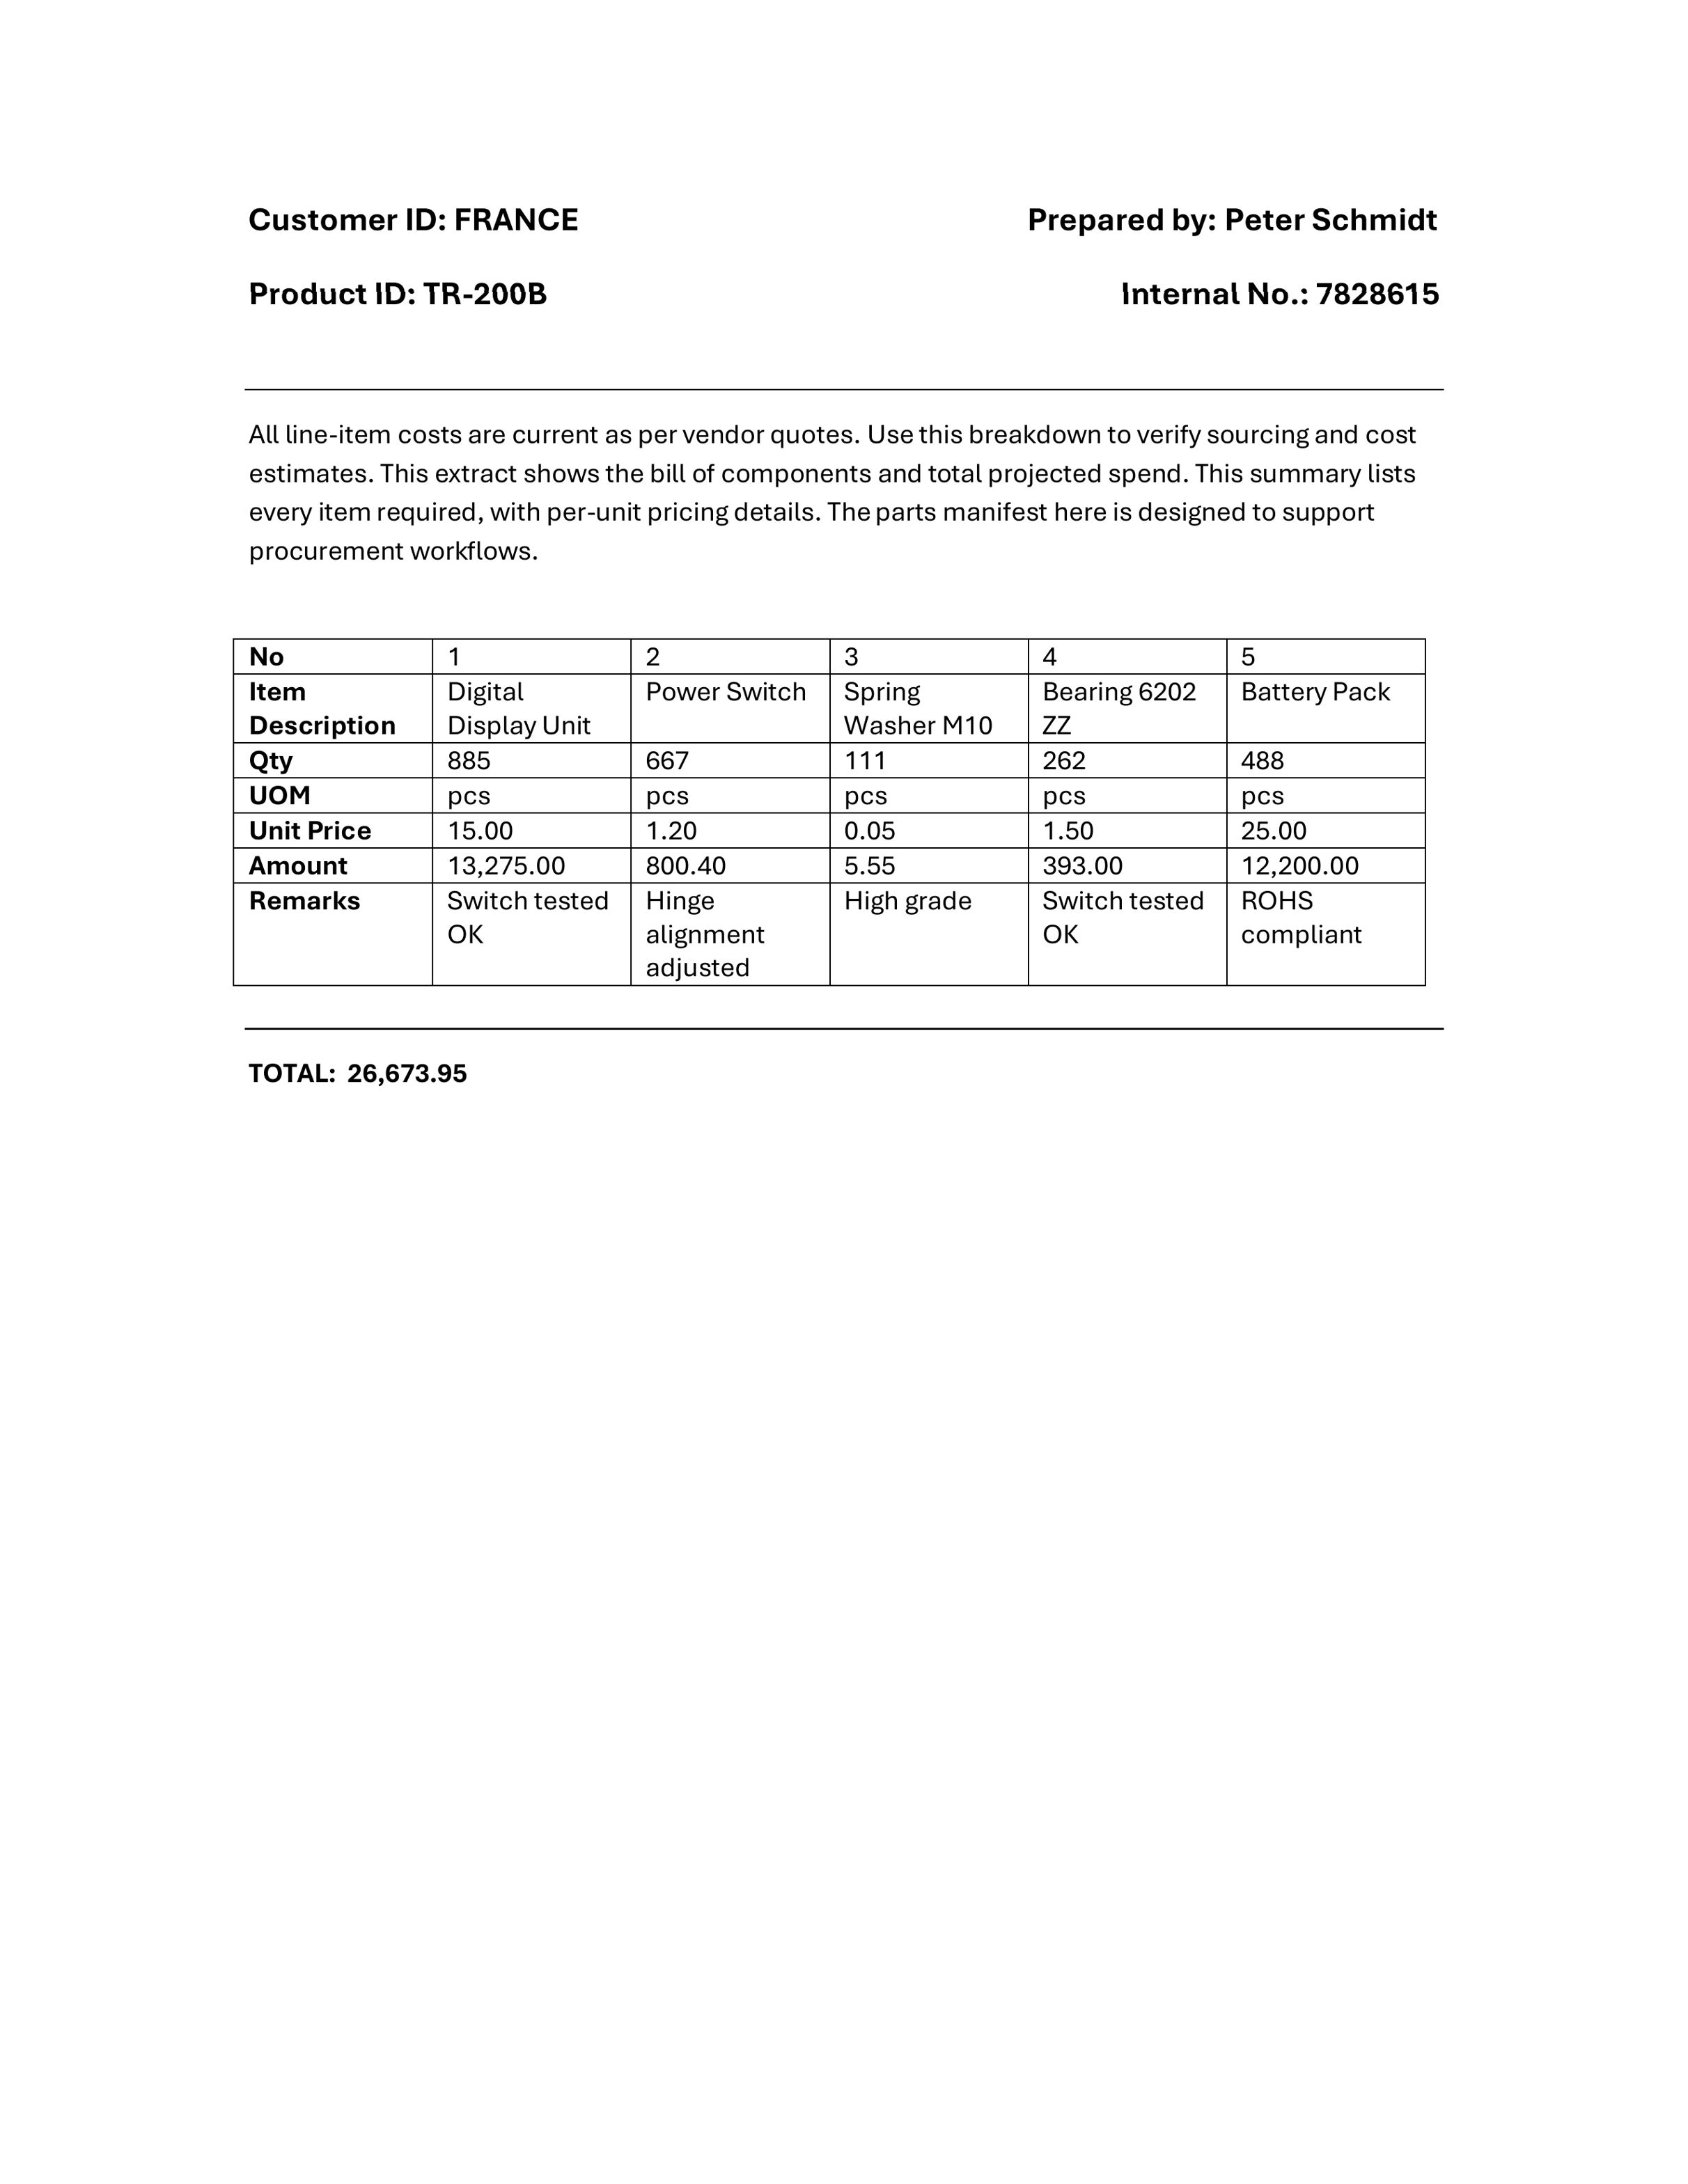 Customer ID: FRANCE Prepared by: Peter Schmidt
Product ID: TR-200B Internal No.: 7828615
All line-item costs are current as per vendor quotes. Use this breakdown to verify sourcing and cost
estimates. This extract shows the bill of components and total projected spend. This summary lists
every item required, with per-unit pricing details. The parts manifest here is designed to support
procurement workflows.
No 1 2 3 4 5
Item Description Digital Display Unit Power Switch Spring Washer M10 Bearing 6202 ZZ Battery Pack
Qty 885 667 111 262 488
UOM pcs pcs pcs pcs pcs
Unit Price 15.00 1.20 0.05 1.50 25.00
Amount 13,275.00 800.40 5.55 393.00 12,200.00
Remarks Switch tested OK Hinge alignment adjusted High grade Switch tested OK ROHS compliant
TOTAL: 26,673.95